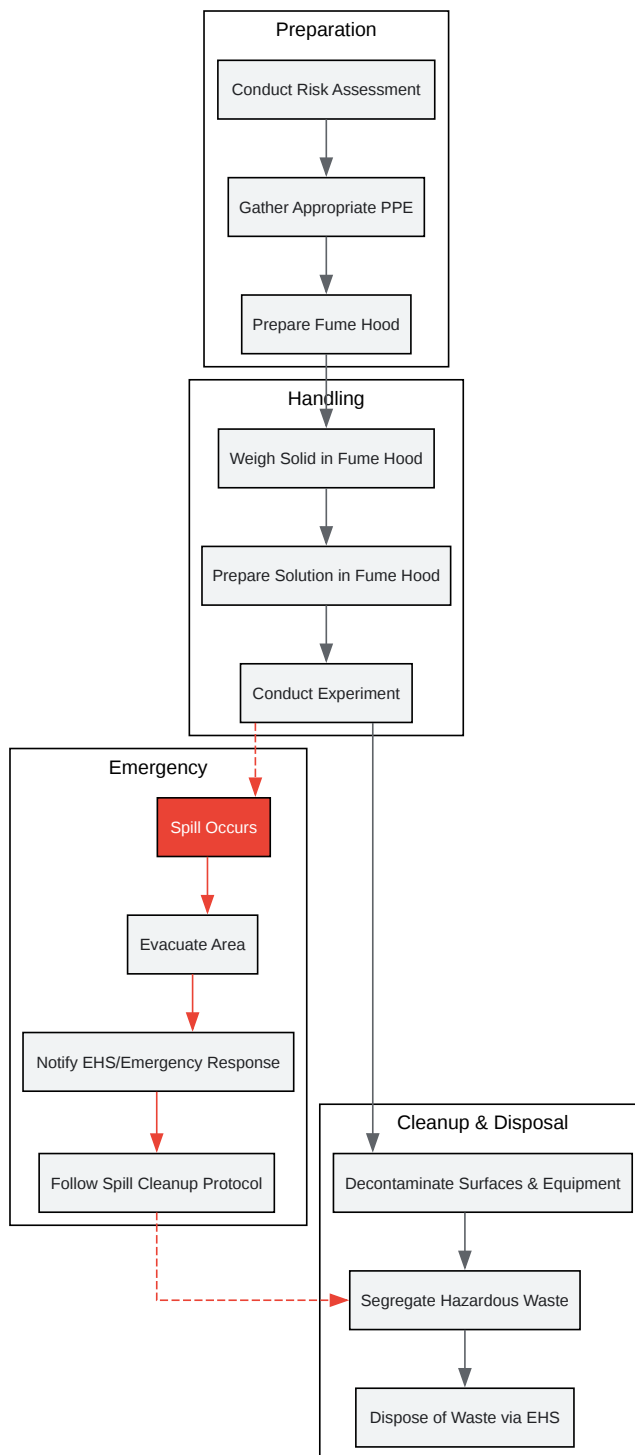 Preparation
Conduct Risk Assessment
Gather Appropriate PPE
Prepare Fume Hood
Handling
Weigh Solid in Fume Hood
Prepare Solution in Fume Hood
Conduct Experiment
Emergency
Spill Occurs
Evacuate Area
Notify EHS/Emergency Response
Follow Spill Cleanup Protocol
Cleanup & Disposal
Decontaminate Surfaces & Equipment
Segregate Hazardous Waste
Dispose of Waste via EHS